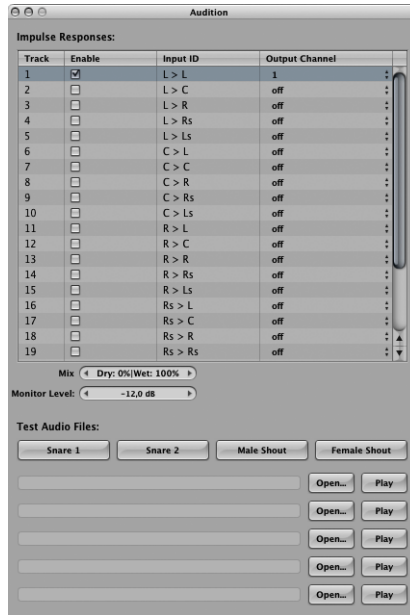 Audition
Impulse Responses:
Track Enable Input ID Output Channel
1 L > L 1
2 L > C off
3 L > R off
4 L > Rs off
5 L > Ls off
6 C > L off
7 C > C off
8 C > R off
9 C > Rs off
10 C > Ls off
11 R > L off
12 R > C off
13 R > R off
14 R > Rs off
15 R > Ls off
16 Rs > L off
17 Rs > C off
18 Rs > R off
19 Rs > Rs off
Mix Dry: 0%|Wet: 100%
Monitor Level: -12,0 dB
Test Audio Files:
Snare 1 Snare 2 Male Shout Female Shout
Open... Play
Open... Play
Open... Play
Open... Play
Open... Play